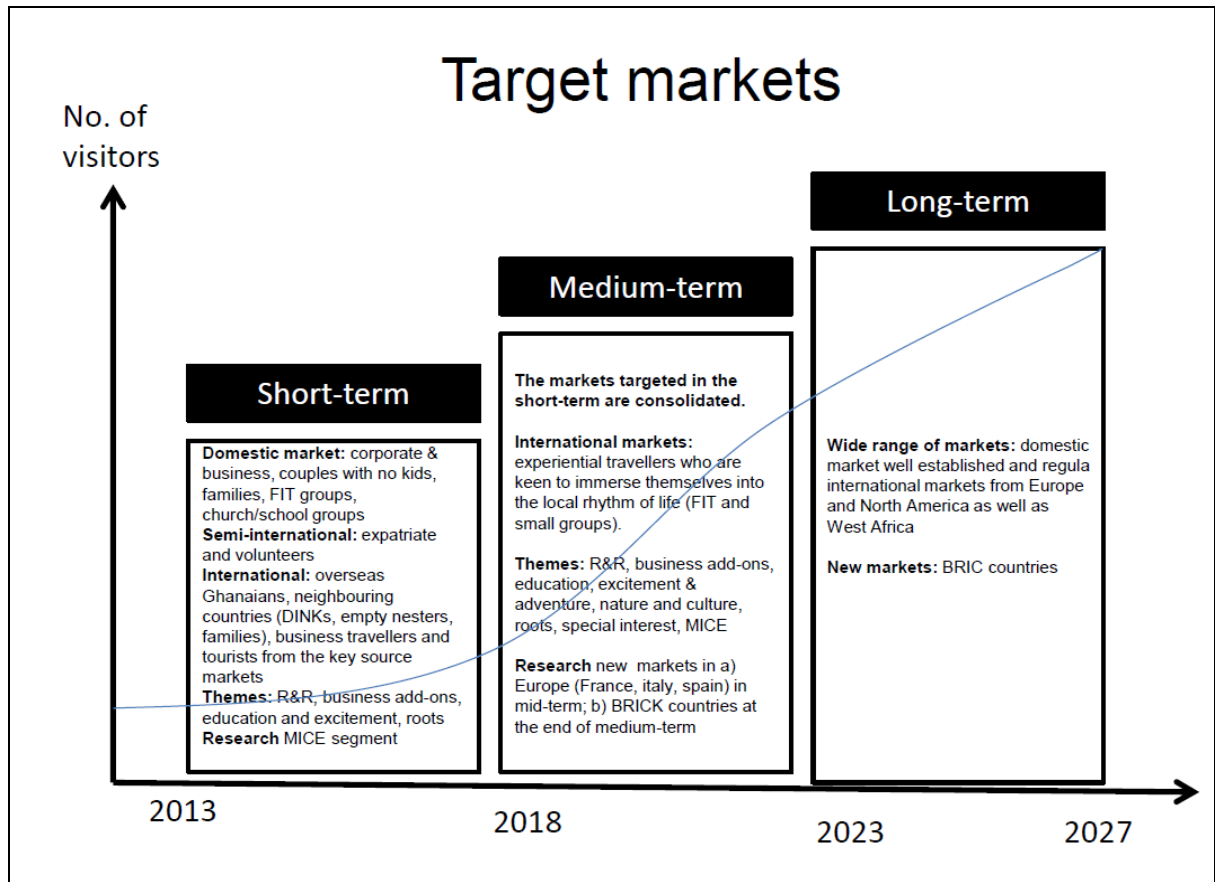 Target markets
No. of
visitors
Long-term
Medium-term
Short-term
Domestic market: corporate &
business, couples with no kids,
families, FIT groups,
church/school groups
Semi-international: expatriate
and volunteers
International: overseas
Ghanaians, neighbouring
countries (DINKs, empty nesters,
families), business travellers and
tourists from the key source
markets
Themes: R&R, business add-ons,
education and excitement, roots
Research MICE segment
The markets targeted in the
short-term are consolidated.
International markets:
experiential travellers who are
keen to immerse themselves into
the local rhythm of life (FIT and
small groups).
Themes: R&R, business add-ons,
education, excitement &
adventure, nature and culture,
roots, special interest, MICE
Research new markets in a)
Europe (France, italy, spain) in
mid-term; b) BRICK countries at
the end of medium-term
Wide range of markets: domestic
market well established and regula
international markets from Europe
and North America as well as
West Africa
New markets: BRIC countries
2013
2018
2023
2027